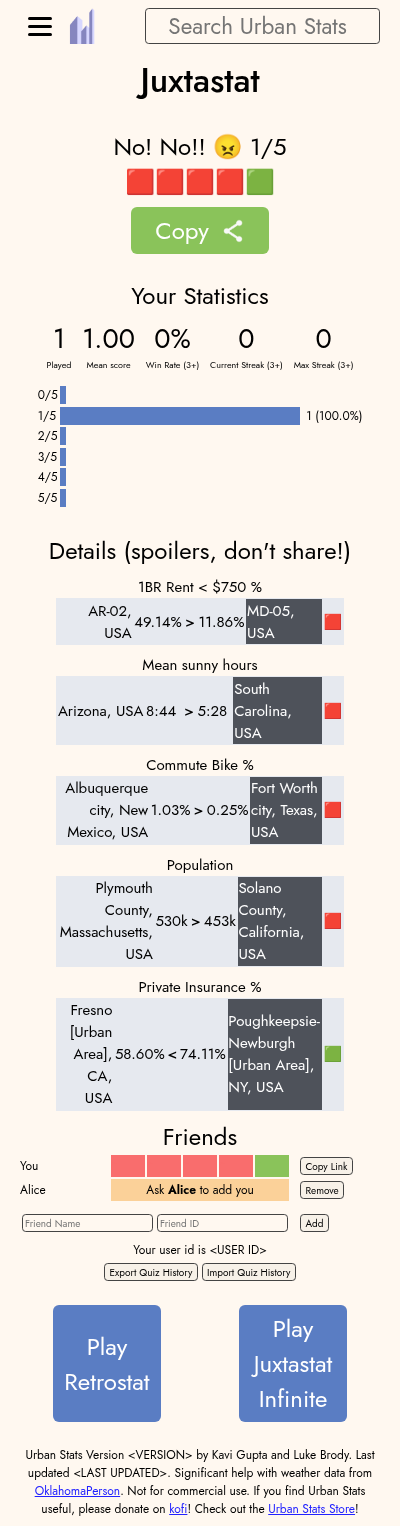 Search Urban Stats
Juxtastat
No! No!! 😠 1/5
🟥🟥🟥🟥🟩
Copy
Your Statistics
1 1.00 0% 0 0
Played Mean score Win Rate (3+) Current Streak (3+) Max Streak (3+)
0/5
1/5 1 (100.0%)
2/5
3/5
4/5
5/5
Details (spoilers, don't share!)
1BR Rent < $750 %
AR-02,
USA
49.14% > 11.86%
MD-05,
USA
🟥
Mean sunny hours
Arizona, USA
8:44 > 5:28
South
Carolina,
USA
🟥
Commute Bike %
Albuquerque
city, New
Mexico, USA
1.03% > 0.25%
Fort Worth
city, Texas,
USA
🟥
Population
Plymouth
County,
Massachusetts,
USA
530k > 453k
Solano
County,
California,
USA
🟥
Private Insurance %
Fresno
[Urban
Area],
CA,
USA
58.60% < 74.11%
Poughkeepsie-
Newburgh
[Urban Area],
NY, USA
🟩
Friends
You Copy Link
Alice Ask Alice to add you Remove
Friend Name Friend ID Add
Your user id is <USER ID>
Export Quiz History Import Quiz History
Play
Retrostat
Play
Juxtastat
Infinite
Urban Stats Version <VERSION> by Kavi Gupta and Luke Brody. Last
updated <LAST UPDATED>. Significant help with weather data from
OklahomaPerson. Not for commercial use. If you find Urban Stats
useful, please donate on kofi! Check out the Urban Stats Store!